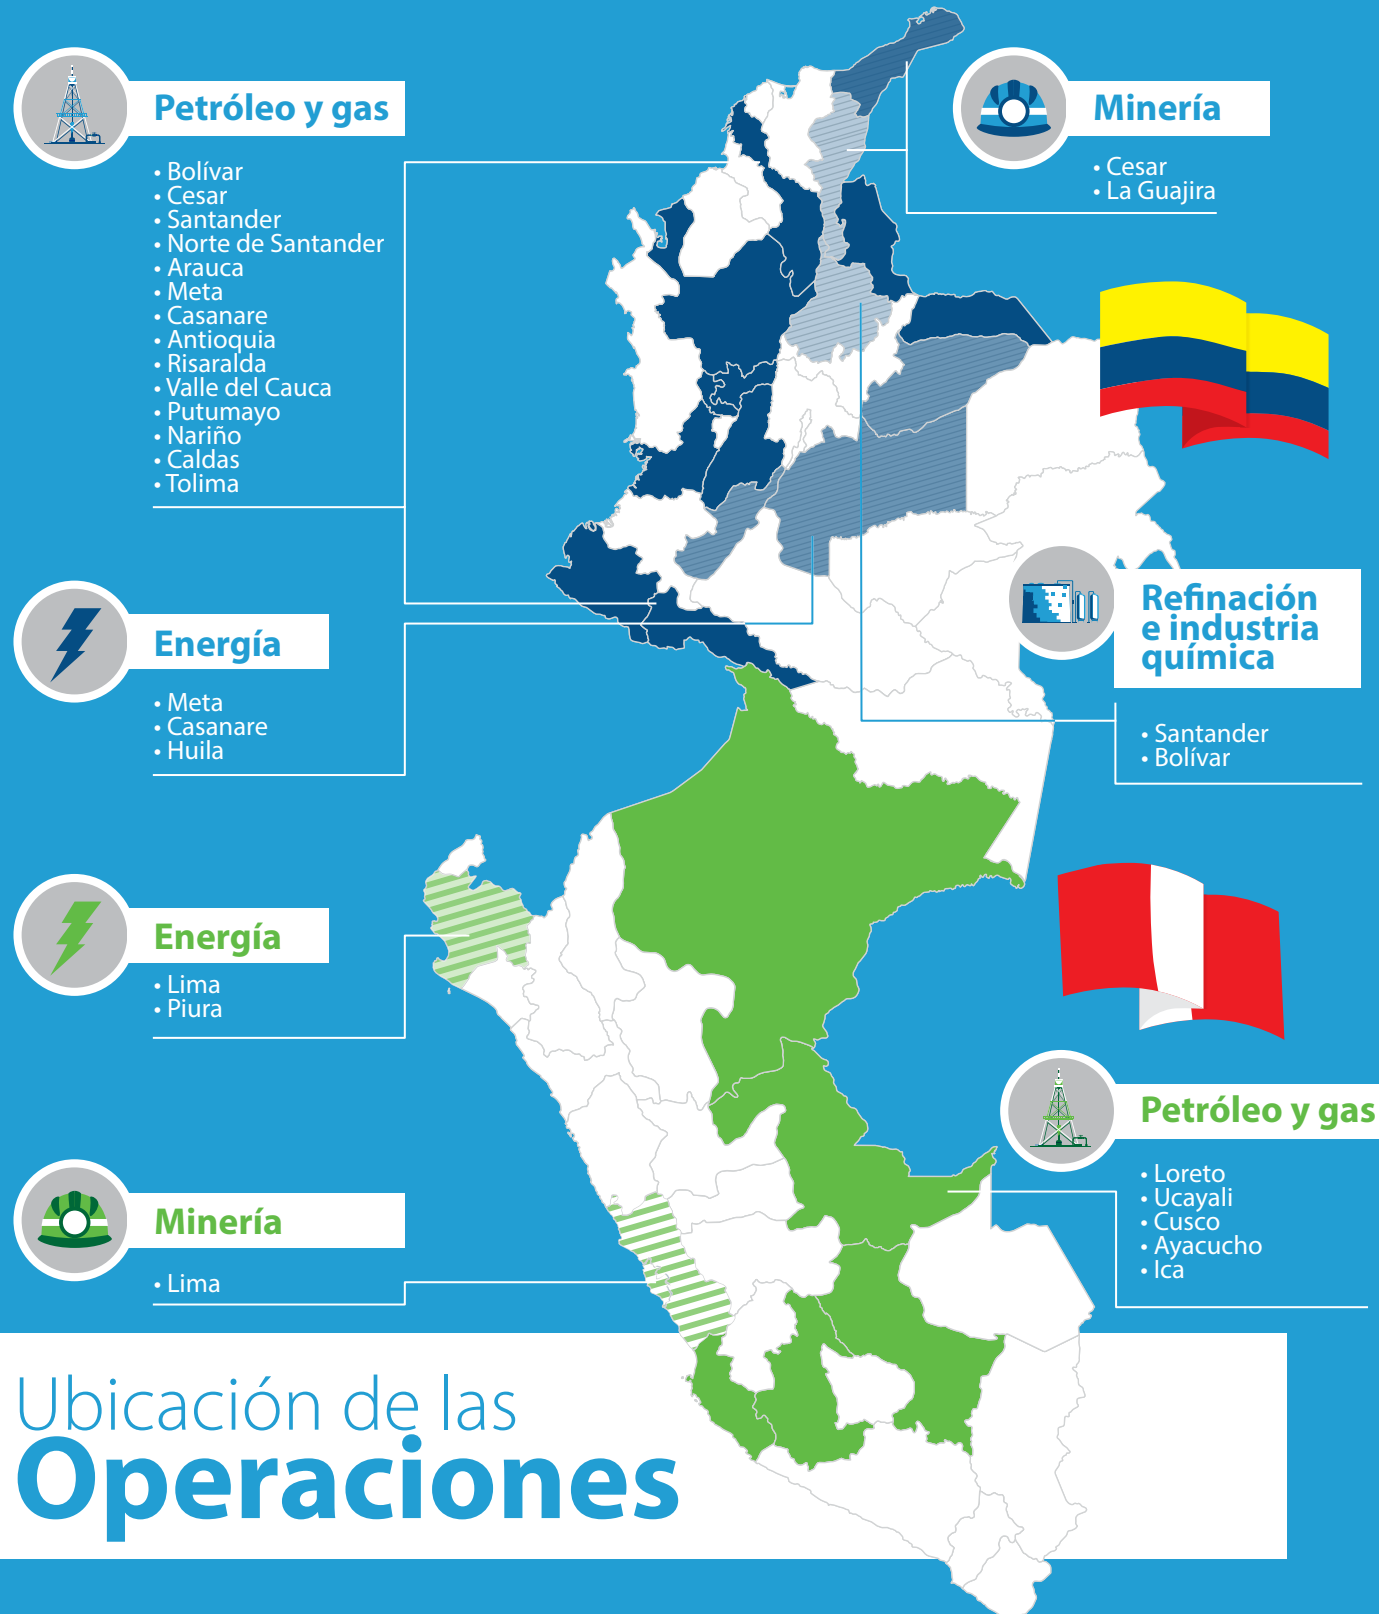 Petróleo y gas
• Bolívar
• Cesar
• Santander
• Norte de Santander
• Arauca
• Meta
• Casanare
• Antioquia
• Risaralda
• Valle del Cauca
• Putumayo
• Nariño
• Caldas
• Tolima
Minería
• Cesar
• La Guajira
Energía
• Meta
• Casanare
• Huila
Refinación
e industria
química
• Santander
• Bolívar
Energía
• Lima
• Piura
Petróleo y gas
• Loreto
• Ucayali
• Cusco
• Ayacucho
• Ica
Minería
• Lima
Ubicación de las
Operaciones